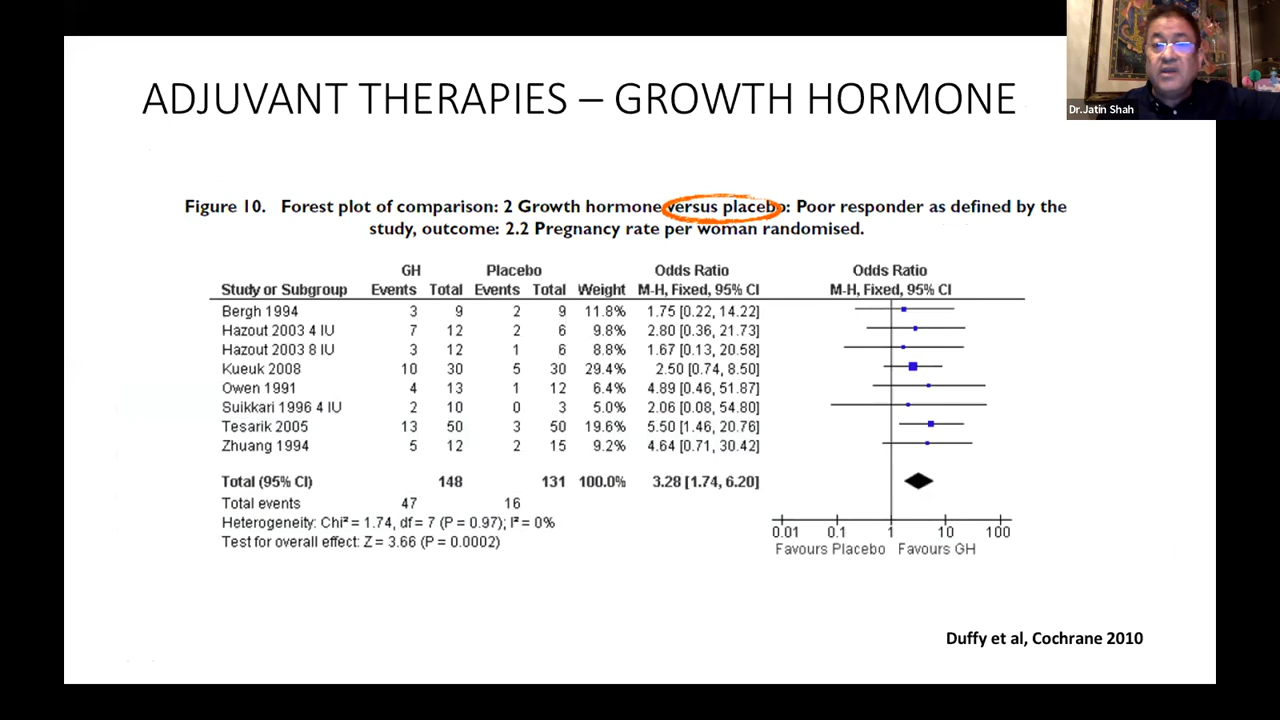 Dr.Jatin Shah
ADJUVANT THERAPIES – GROWTH HORMONE
Figure 10. Forest plot of comparison: 2 Growth hormone versus placebo: Poor responder as defined by the
study, outcome: 2.2 Pregnancy rate per woman randomised.
GH Placebo Odds Ratio Odds Ratio
Study or Subgroup Events Total Events Total Weight M-H, Fixed, 95% CI M-H, Fixed, 95% CI
Bergh 1994 3 9 2 9 11.8% 1.75 [0.22, 14.22]
Hazout 2003 4 IU 7 12 2 6 9.8% 2.80 [0.36, 21.73]
Hazout 2003 8 IU 3 12 1 6 8.8% 1.67 [0.13, 20.58]
Kueuk 2008 10 30 5 30 29.4% 2.50 [0.74, 8.50]
Owen 1991 4 13 1 12 6.4% 4.89 [0.46, 51.87]
Suikkari 1996 4 IU 2 10 0 3 5.0% 2.06 [0.08, 54.80]
Tesarik 2005 13 50 3 50 19.6% 5.50 [1.46, 20.76]
Zhuang 1994 5 12 2 15 9.2% 4.64 [0.71, 30.42]
Total (95% CI) 148 131 100.0% 3.28 [1.74, 6.20]
Total events 47 16
Heterogeneity: Chi² = 1.74, df = 7 (P = 0.97); I² = 0%
Test for overall effect: Z = 3.66 (P = 0.0002)
0.01 0.1 1 10 100
Favours Placebo Favours GH
Duffy et al, Cochrane 2010